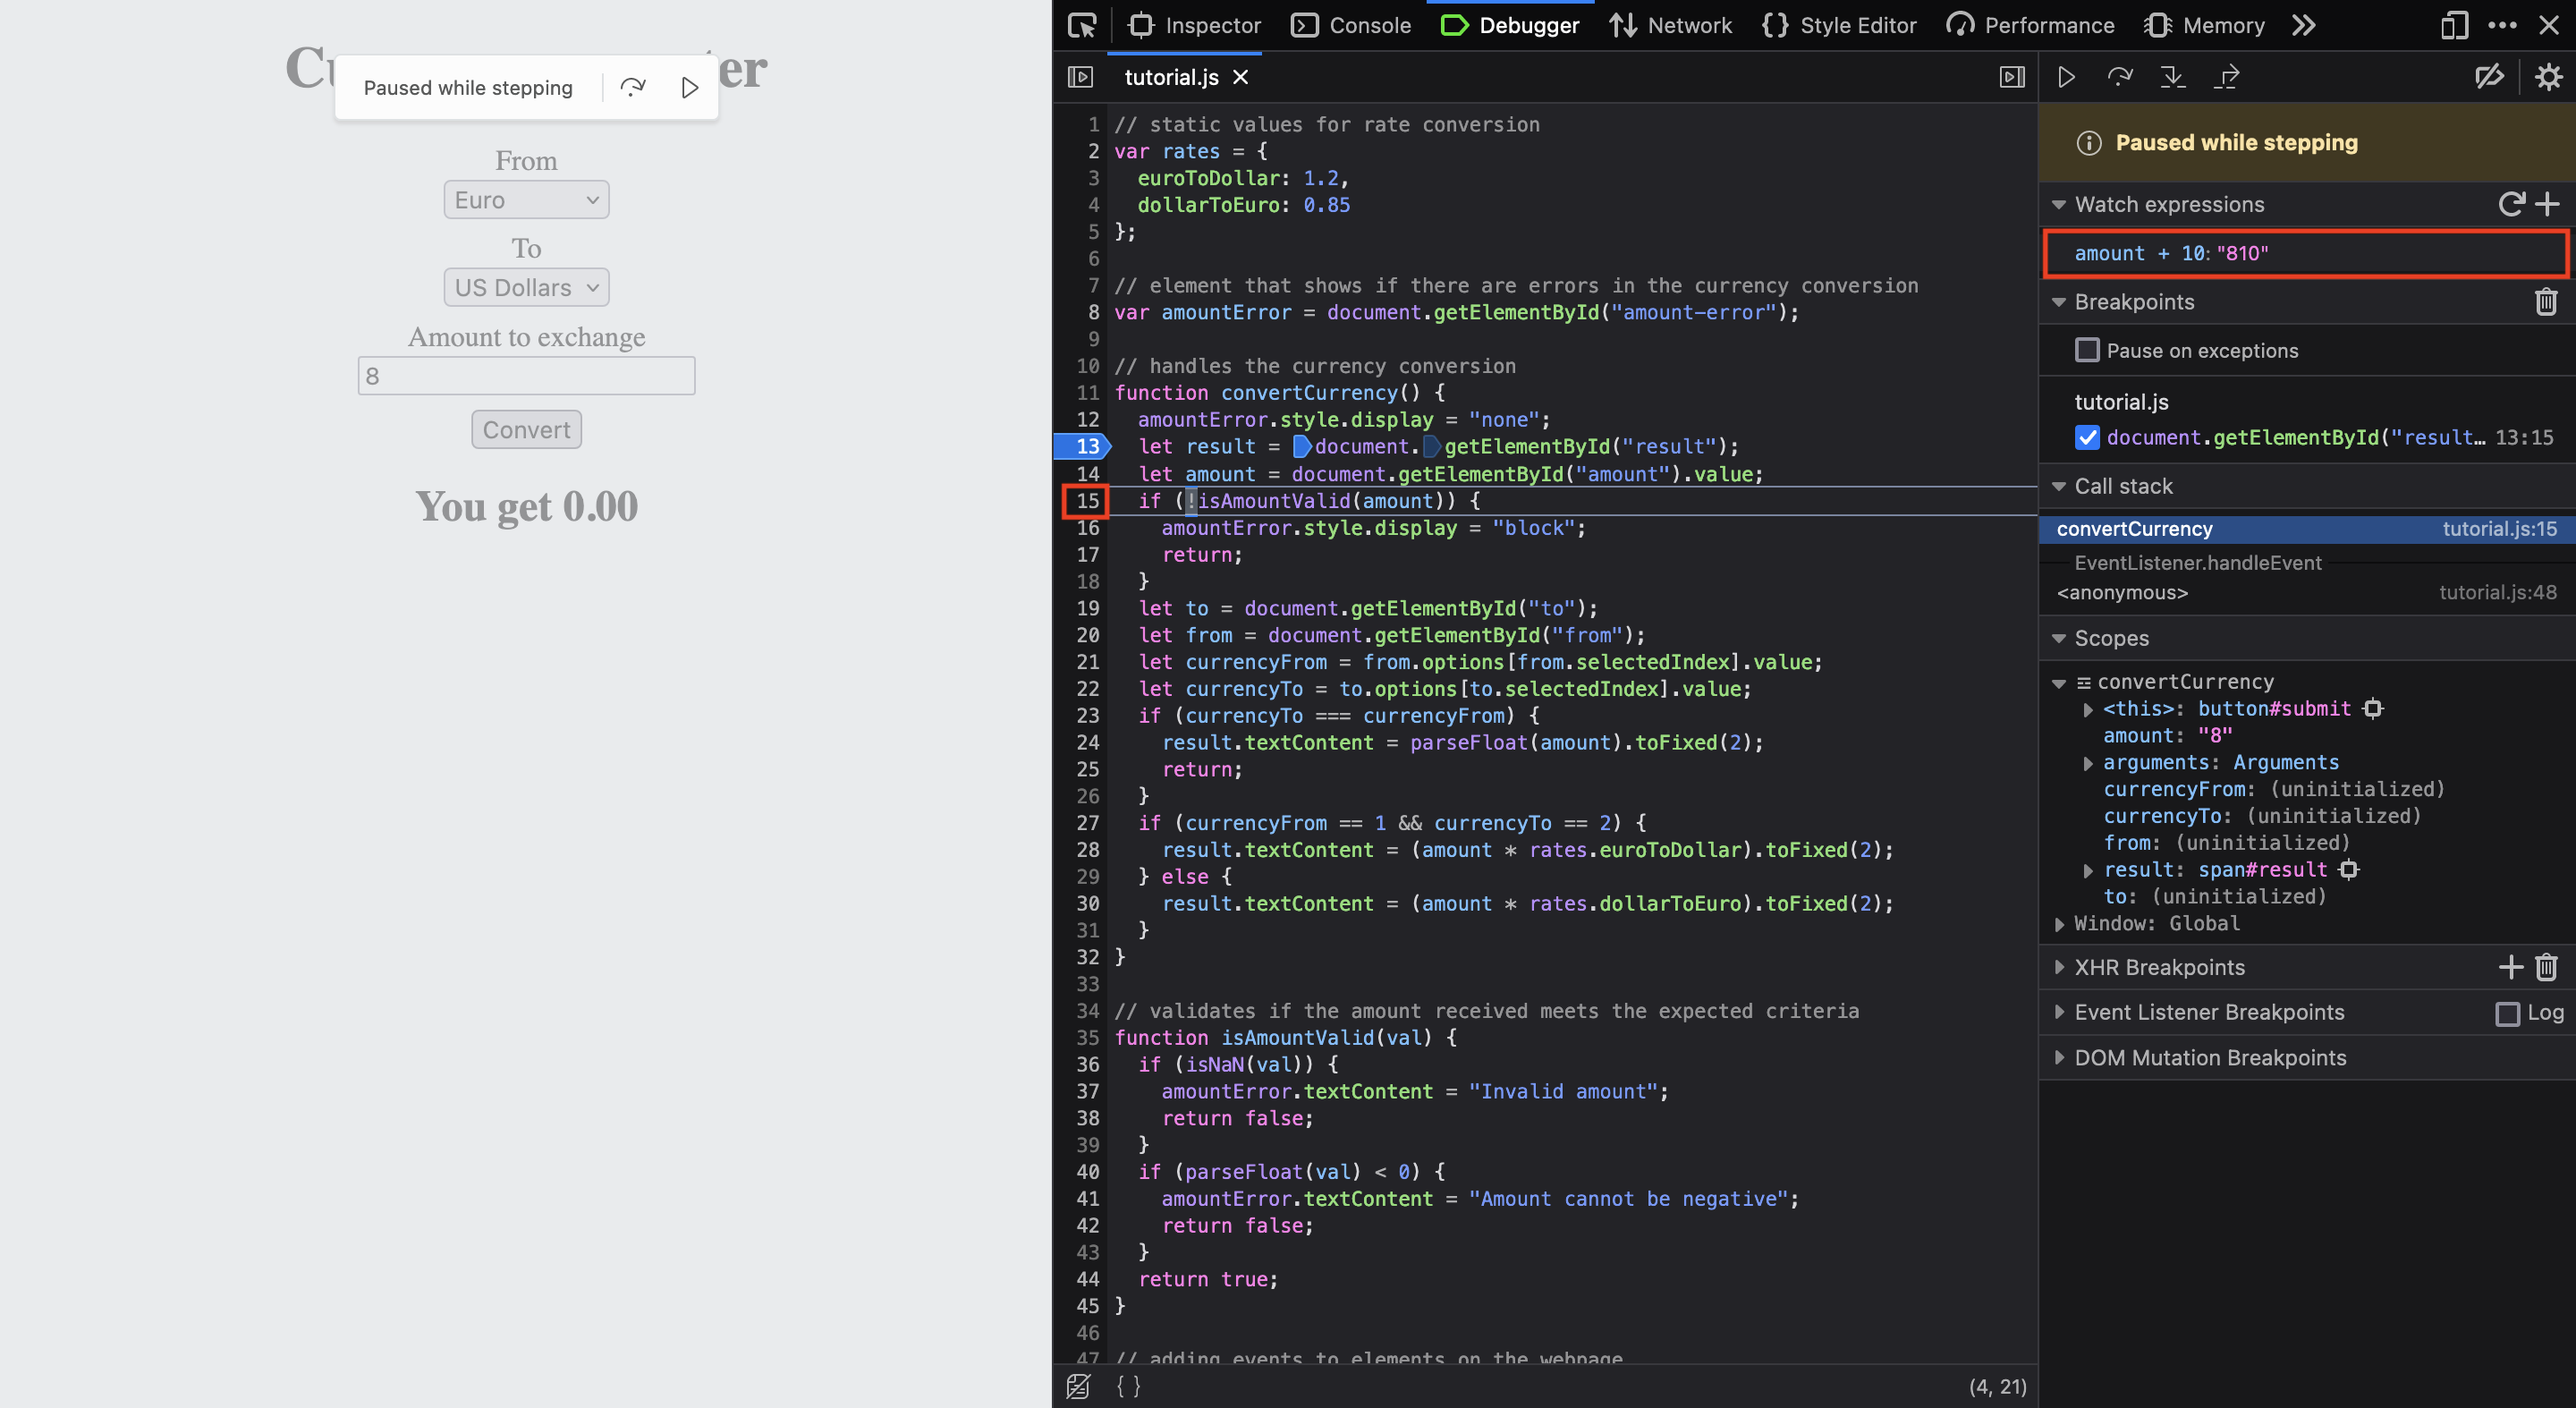 Cu
er
Paused while stepping
From
Euro
To
US Dollars
Amount to exchange
8
Convert
You get 0.00
Inspector Console Debugger Network Style Editor Performance Memory
tutorial.js
1 // static values for rate conversion
2 var rates = {
3 euroToDollar: 1.2,
4 dollarToEuro: 0.85
5 };
6
7 // element that shows if there are errors in the currency conversion
8 var amountError = document.getElementById("amount-error");
9
10 // handles the currency conversion
11 function convertCurrency() {
12 amountError.style.display = "none";
13 let result = document.getElementById("result");
14 let amount = document.getElementById("amount").value;
15 if (!isAmountValid(amount)) {
16 amountError.style.display = "block";
17 return;
18 }
19 let to = document.getElementById("to");
20 let from = document.getElementById("from");
21 let currencyFrom = from.options[from.selectedIndex].value;
22 let currencyTo = to.options[to.selectedIndex].value;
23 if (currencyTo === currencyFrom) {
24 result.textContent = parseFloat(amount).toFixed(2);
25 return;
26 }
27 if (currencyFrom == 1 && currencyTo == 2) {
28 result.textContent = (amount * rates.euroToDollar).toFixed(2);
29 } else {
30 result.textContent = (amount * rates.dollarToEuro).toFixed(2);
31 }
32 }
33
34 // validates if the amount received meets the expected criteria
35 function isAmountValid(val) {
36 if (isNaN(val)) {
37 amountError.textContent = "Invalid amount";
38 return false;
39 }
40 if (parseFloat(val) < 0) {
41 amountError.textContent = "Amount cannot be negative";
42 return false;
43 }
44 return true;
45 }
46
47 // adding events to elements on the webpage
{ } (4, 21)
Paused while stepping
Watch expressions
amount + 10: "810"
Breakpoints
Pause on exceptions
tutorial.js
document.getElementById("result… 13:15
Call stack
convertCurrency tutorial.js:15
EventListener.handleEvent
<anonymous> tutorial.js:48
Scopes
convertCurrency
<this>: button#submit
amount: "8"
arguments: Arguments
currencyFrom: (uninitialized)
currencyTo: (uninitialized)
from: (uninitialized)
result: span#result
to: (uninitialized)
Window: Global
XHR Breakpoints
Event Listener Breakpoints Log
DOM Mutation Breakpoints